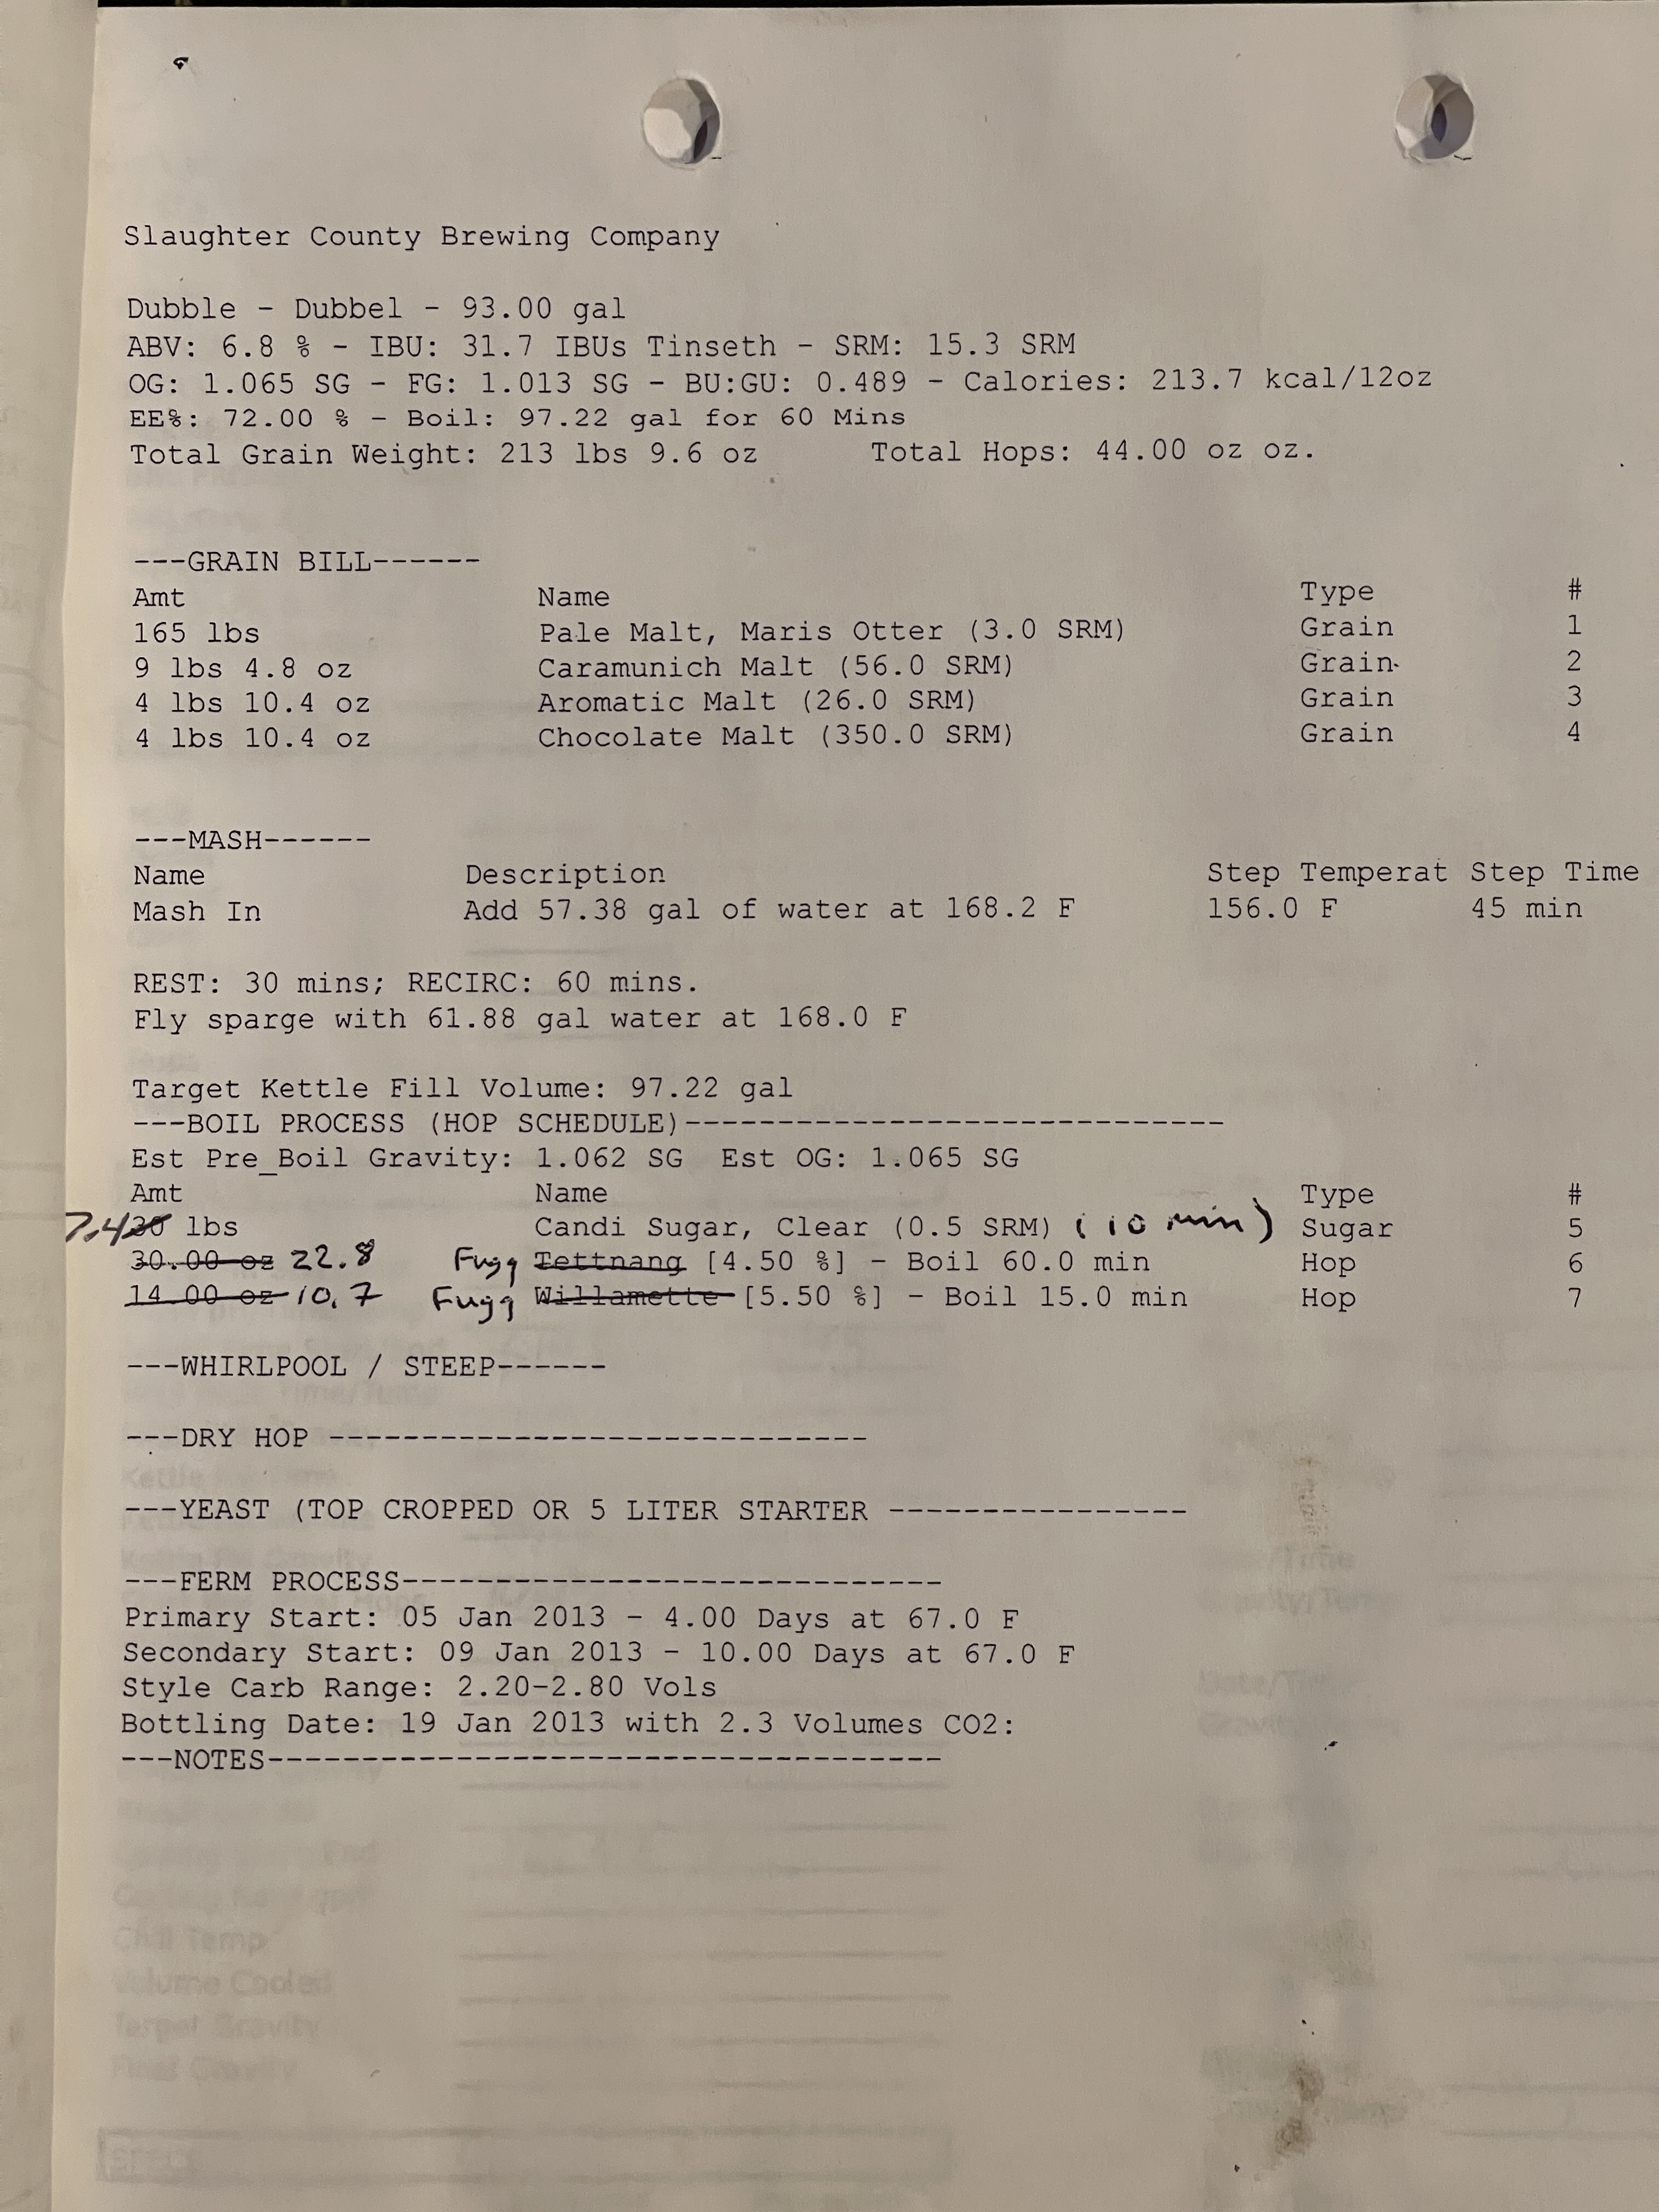 Slaughter County Brewing Company
Dubble - Dubbel - 93.00 gal
ABV: 6.8 % - IBU: 31.7 IBUs Tinseth - SRM: 15.3 SRM
OG: 1.065 SG - FG: 1.013 SG - BU:GU: 0.489 - Calories: 213.7 kcal/12oz
EE%: 72.00 % - Boil: 97.22 gal for 60 Mins
Total Grain Weight: 213 lbs 9.6 oz Total Hops: 44.00 oz oz.
---GRAIN BILL------
Amt Name Type #
165 lbs Pale Malt, Maris Otter (3.0 SRM) Grain 1
9 lbs 4.8 oz Caramunich Malt (56.0 SRM) Grain 2
4 lbs 10.4 oz Aromatic Malt (26.0 SRM) Grain 3
4 lbs 10.4 oz Chocolate Malt (350.0 SRM) Grain 4
---MASH------
Name Description Step Temperat Step Time
Mash In Add 57.38 gal of water at 168.2 F 156.0 F 45 min
REST: 30 mins; RECIRC: 60 mins.
Fly sparge with 61.88 gal water at 168.0 F
Target Kettle Fill Volume: 97.22 gal
---BOIL PROCESS (HOP SCHEDULE)-----------------------------
Est Pre_Boil Gravity: 1.062 SG Est OG: 1.065 SG
Amt Name Type #
7.4 30 lbs Candi Sugar, Clear (0.5 SRM) (10 min) Sugar 5
30.00 oz 22.8 Fugg Tettnang [4.50 %] - Boil 60.0 min Hop 6
14.00 oz 10.7 Fugg Willamette [5.50 %] - Boil 15.0 min Hop 7
---WHIRLPOOL / STEEP------
---DRY HOP -----------------------------
---YEAST (TOP CROPPED OR 5 LITER STARTER ----------------
---FERM PROCESS-----------------------------
Primary Start: 05 Jan 2013 - 4.00 Days at 67.0 F
Secondary Start: 09 Jan 2013 - 10.00 Days at 67.0 F
Style Carb Range: 2.20-2.80 Vols
Bottling Date: 19 Jan 2013 with 2.3 Volumes CO2:
---NOTES------------------------------------
Chill Temp
Volume Cooled
Target Gravity
Final Gravity